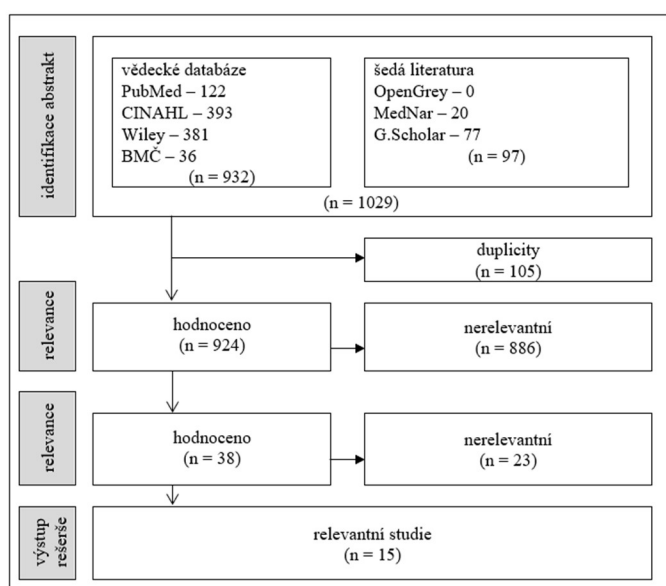 identifikace abstrakt
vědecké databáze
PubMed – 122
CINAHL – 393
Wiley – 381
BMČ – 36
(n = 932)
šedá literatura
OpenGrey – 0
MedNar – 20
G.Scholar – 77
(n = 97)
(n = 1029)
duplicity
(n = 105)
relevance
hodnoceno
(n = 924)
nerelevantní
(n = 886)
relevance
hodnoceno
(n = 38)
nerelevantní
(n = 23)
výstup
rešerše
relevantní studie
(n = 15)